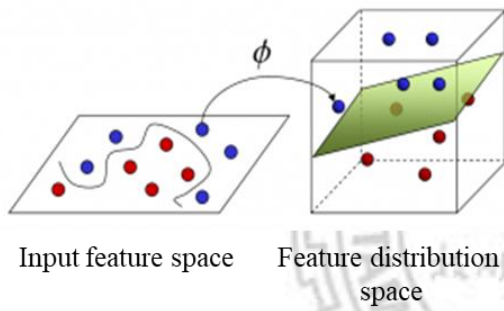 ϕ
Input feature space
Feature distribution
space